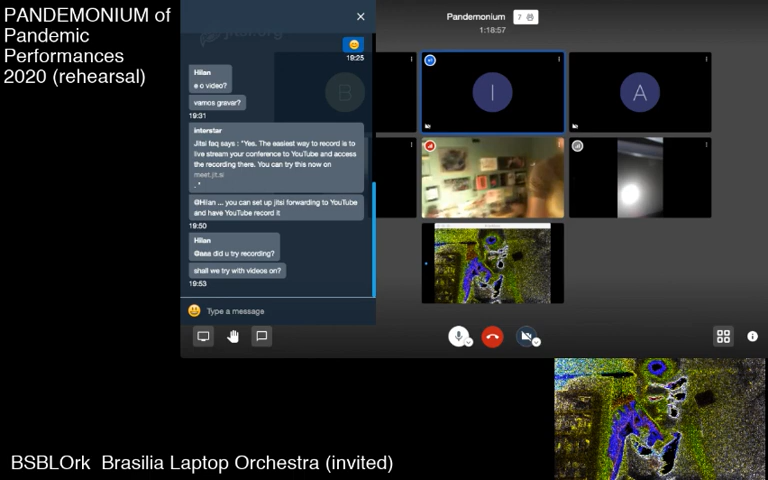 PANDEMONIUM of
Pandemic
Performances
2020 (rehearsal)
Pandemonium
7
1:18:57
19:25
Hilan
e o video?
vamos gravar?
19:31
interstar
Jitsi faq says : "Yes. The easiest way to record is to
live stream your conference to YouTube and access
the recording there. You can try this now on
meet.jit.si
. "
@Hilan ... you can set up jitsi forwarding to YouTube
and have YouTube record it
19:50
Hilan
@aaa did u try recording?
shall we try with videos on?
19:53
Type a message
B
I
A
BSBLOrk Brasilia Laptop Orchestra (invited)